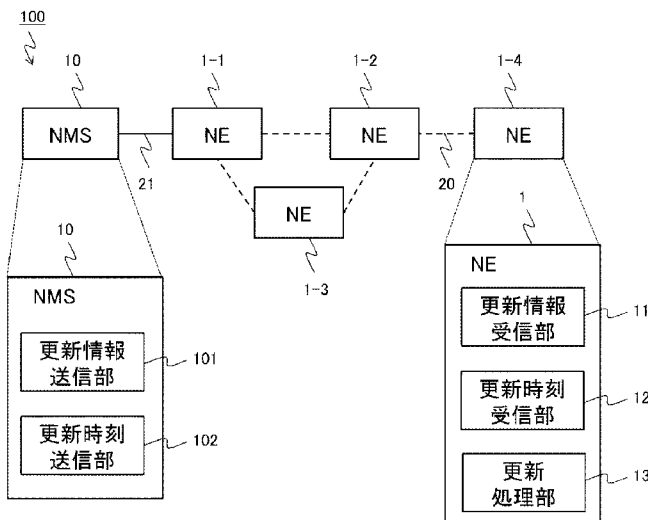 100
10
1-1
1-2
1-4
NMS
NE
NE
NE
21
20
NE
1-3
10
NMS
更新情報
送信部
101
更新時刻
送信部
102
1
NE
更新情報
受信部
11
更新時刻
受信部
12
更新
処理部
13